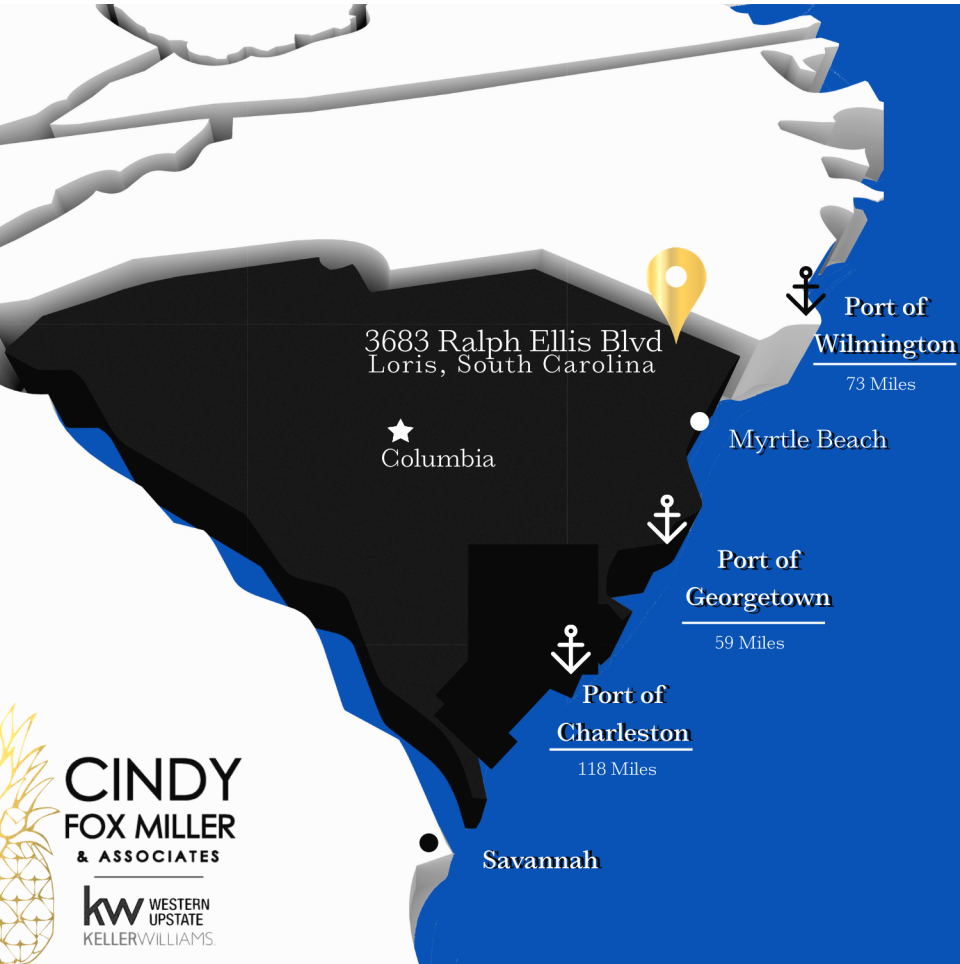 3683 Ralph Ellis Blvd
Loris, South Carolina
Port of
Wilmington
73 Miles
Columbia
Myrtle Beach
Port of
Georgetown
59 Miles
Port of
Charleston
118 Miles
Savannah
CINDY
FOX MILLER
& ASSOCIATES
kw WESTERN
UPSTATE
KELLERWILLIAMS.